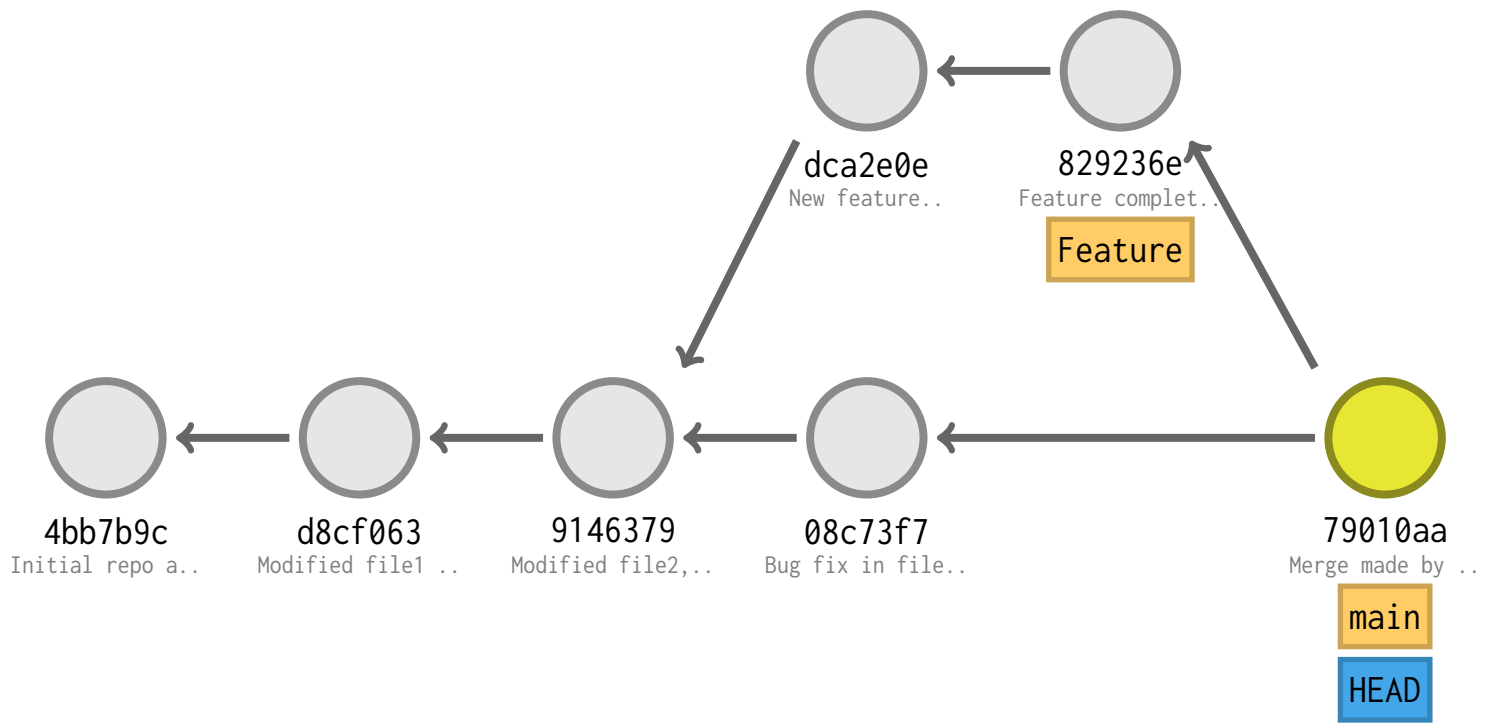 dca2e0e
New feature..
829236e
Feature complet..
Feature
4bb7b9c
Initial repo a..
d8cf063
Modified file1 ..
9146379
Modified file2,..
08c73f7
Bug fix in file..
79010aa
Merge made by ..
main
HEAD